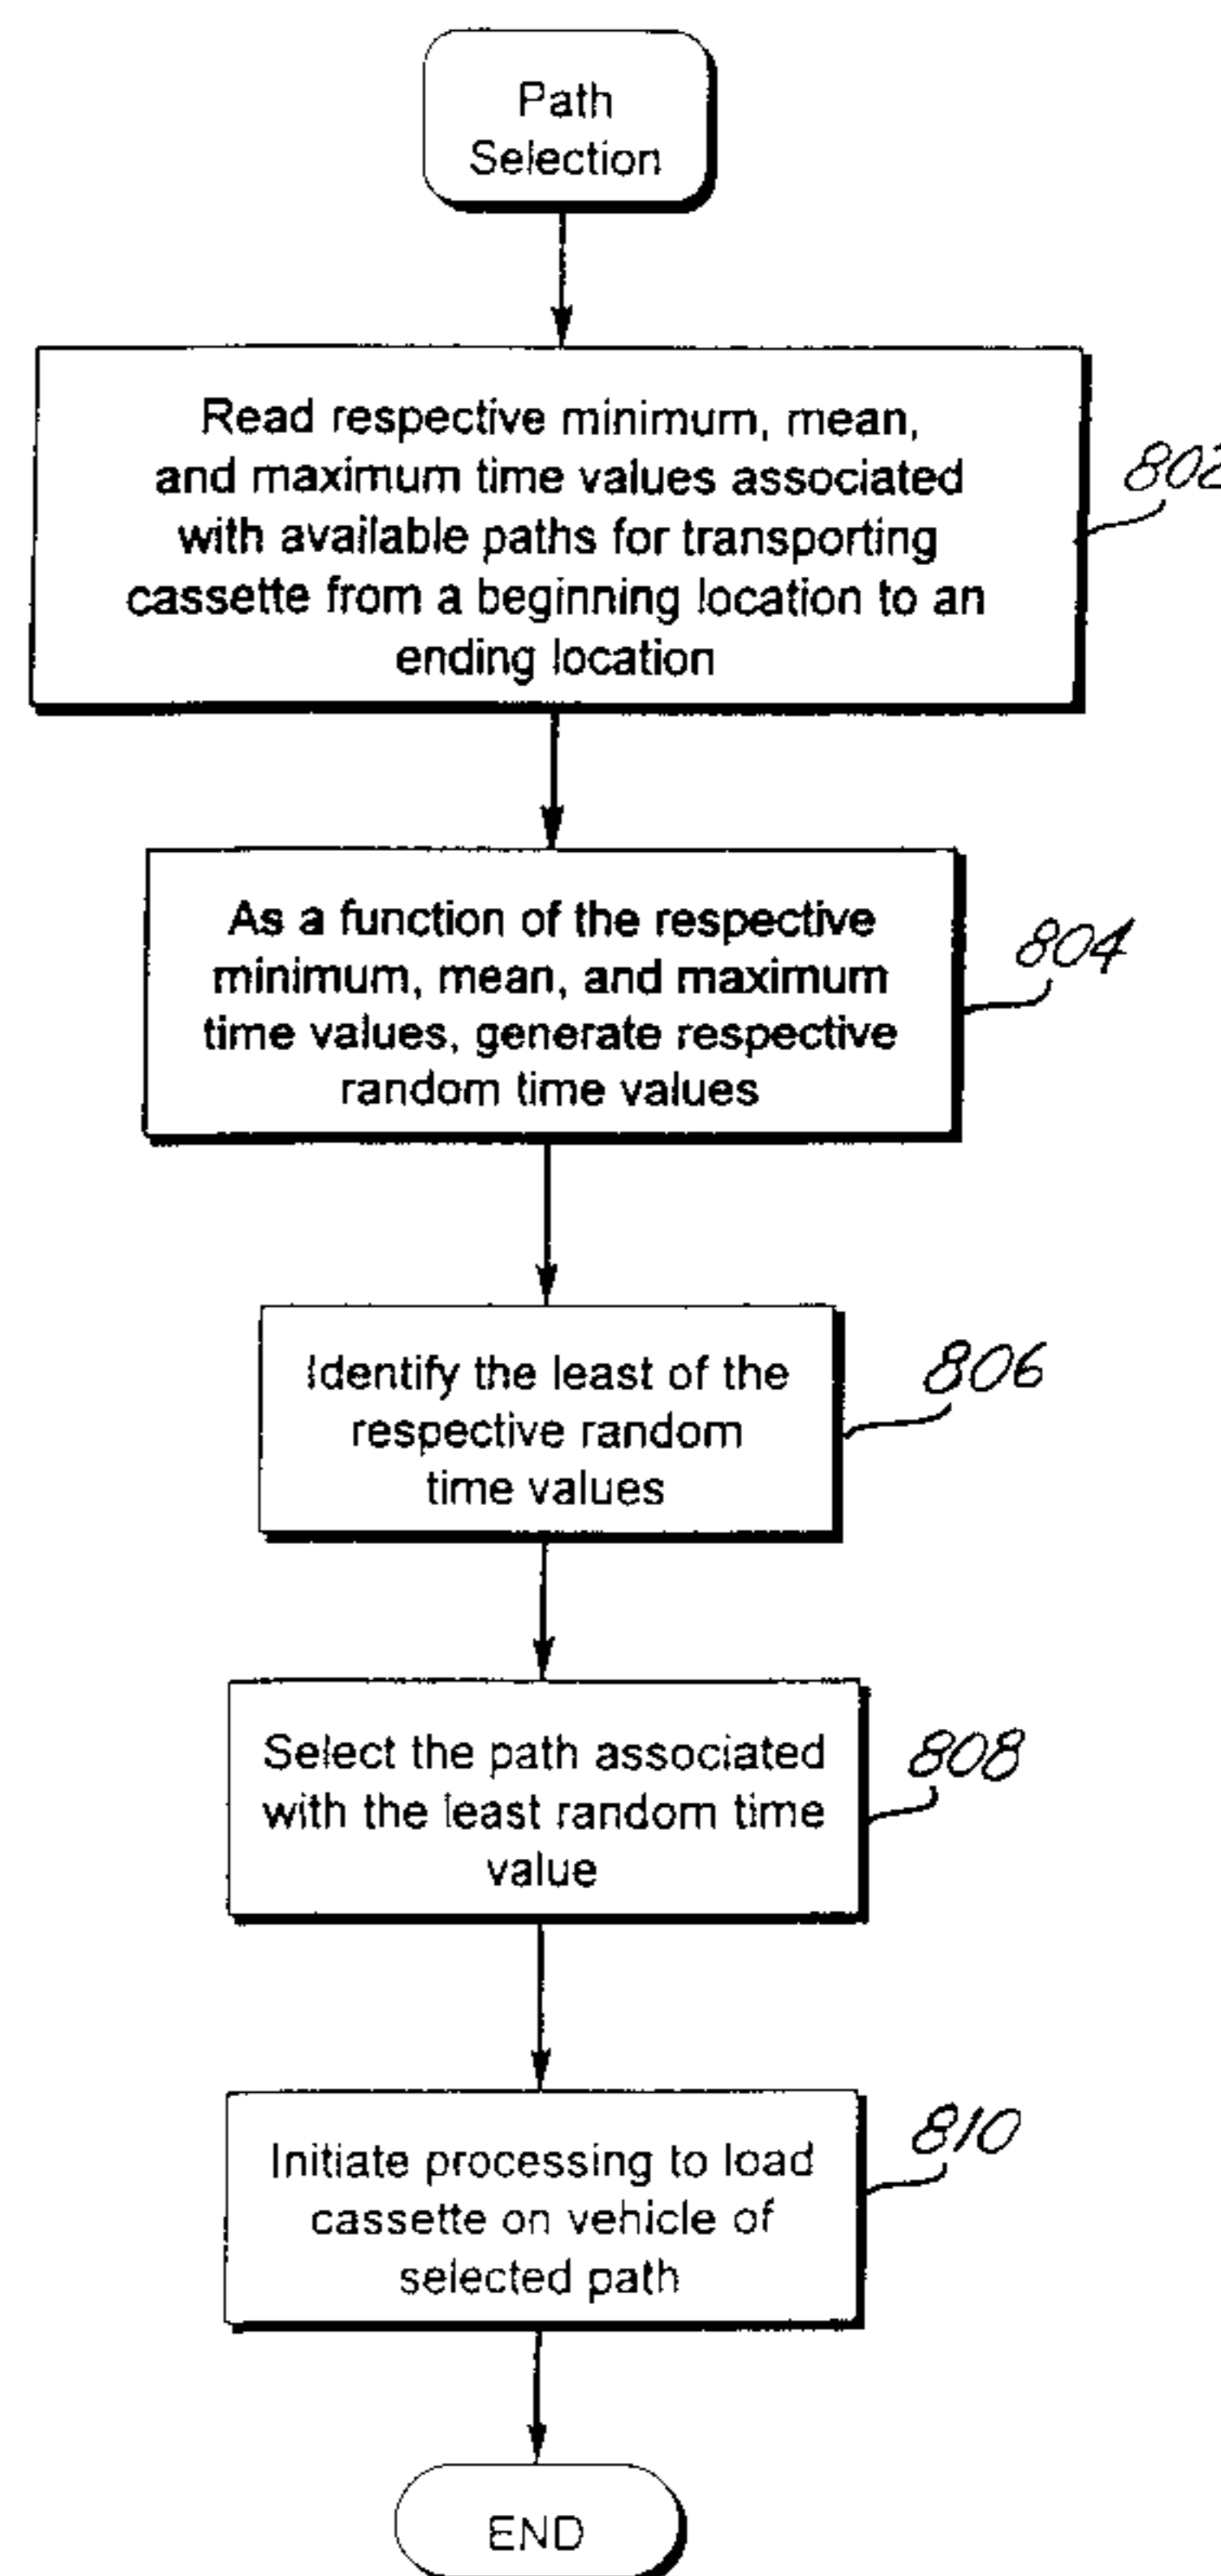 Path
Selection
Read respective minimum, mean,
and maximum time values associated
with available paths for transporting
cassette from a beginning location to an
ending location
802
As a function of the respective
minimum, mean, and maximum
time values, generate respective
random time values
804
Identify the least of the
respective random
time values
806
Select the path associated
with the least random time
value
808
Initiate processing to load
cassette on vehicle of
selected path
810
END